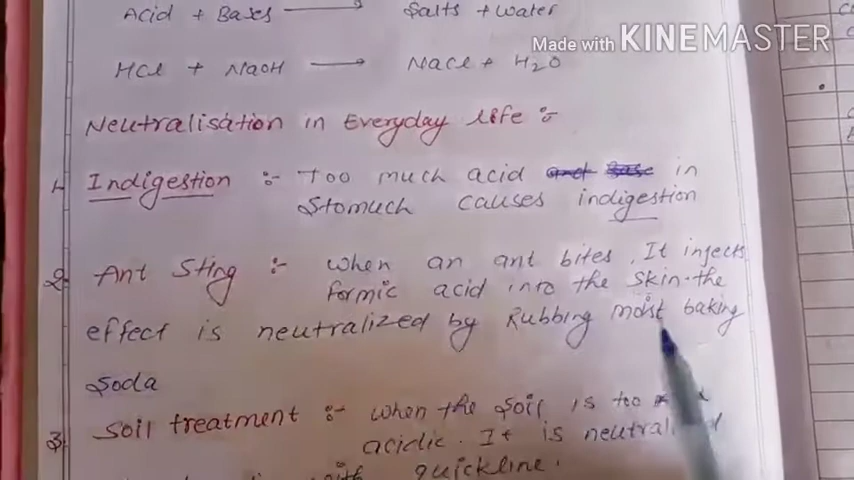 Acid + Bases → Salts + Water
Made with KINEMASTER
HCl + NaOH → NaCl + H2O
Neutralisation in Everyday life :-
1. Indigestion :- Too much acid and Base in
Stomuch causes indigestion
2. Ant Sting :- when an ant bites, It injects
formic acid into the skin. the
effect is neutralized by Rubbing moist baking
Soda
3. Soil treatment :- when the soil is too
acidic. It is
quickline.